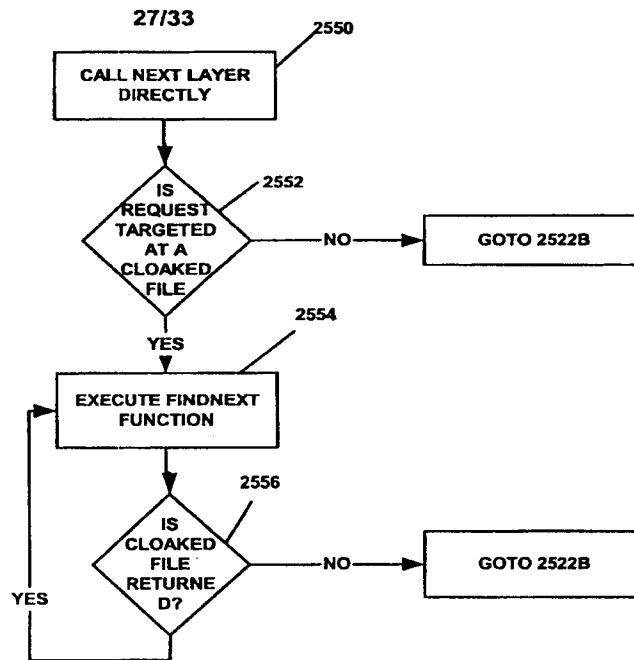 27/33
2550
CALL NEXT LAYER
DIRECTLY
2552
IS
REQUEST
TARGETED
AT A
CLOAKED
FILE
NO
GOTO 2522B
YES
2554
EXECUTE FINDNEXT
FUNCTION
2556
IS
CLOAKED
FILE
RETURNE
D?
NO
GOTO 2522B
YES